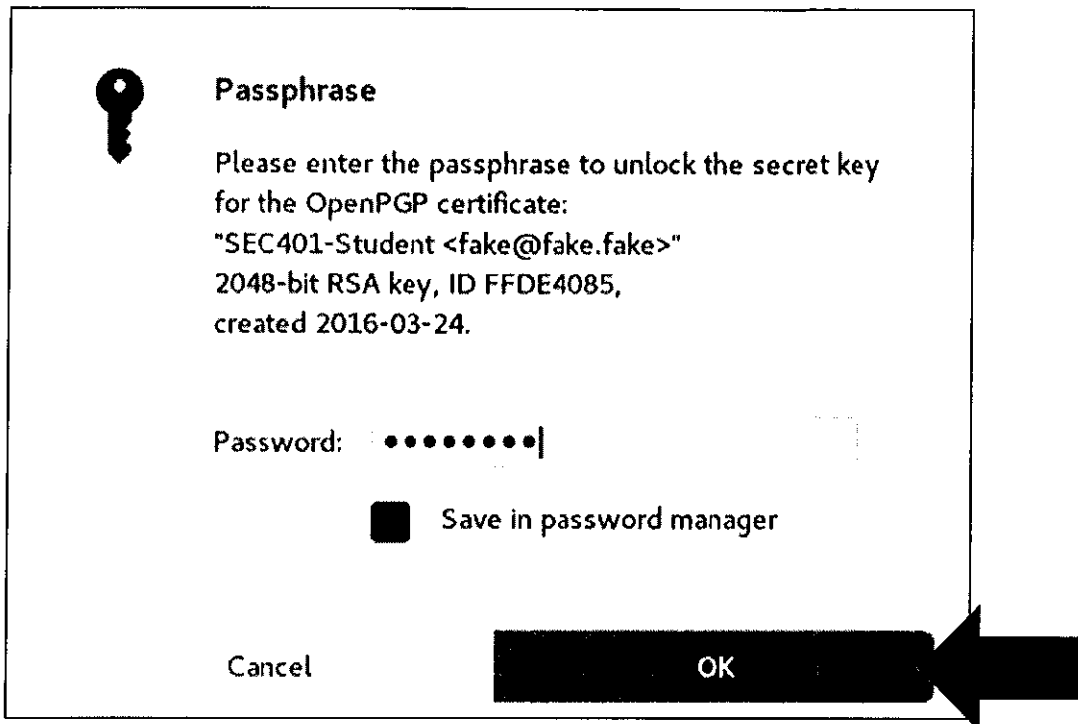 Passphrase
Please enter the passphrase to unlock the secret key
for the OpenPGP certificate:
"SEC401-Student <fake@fake.fake>"
2048-bit RSA key, ID FFDE4085,
created 2016-03-24.
Password: ••••••••
Save in password manager
Cancel OK